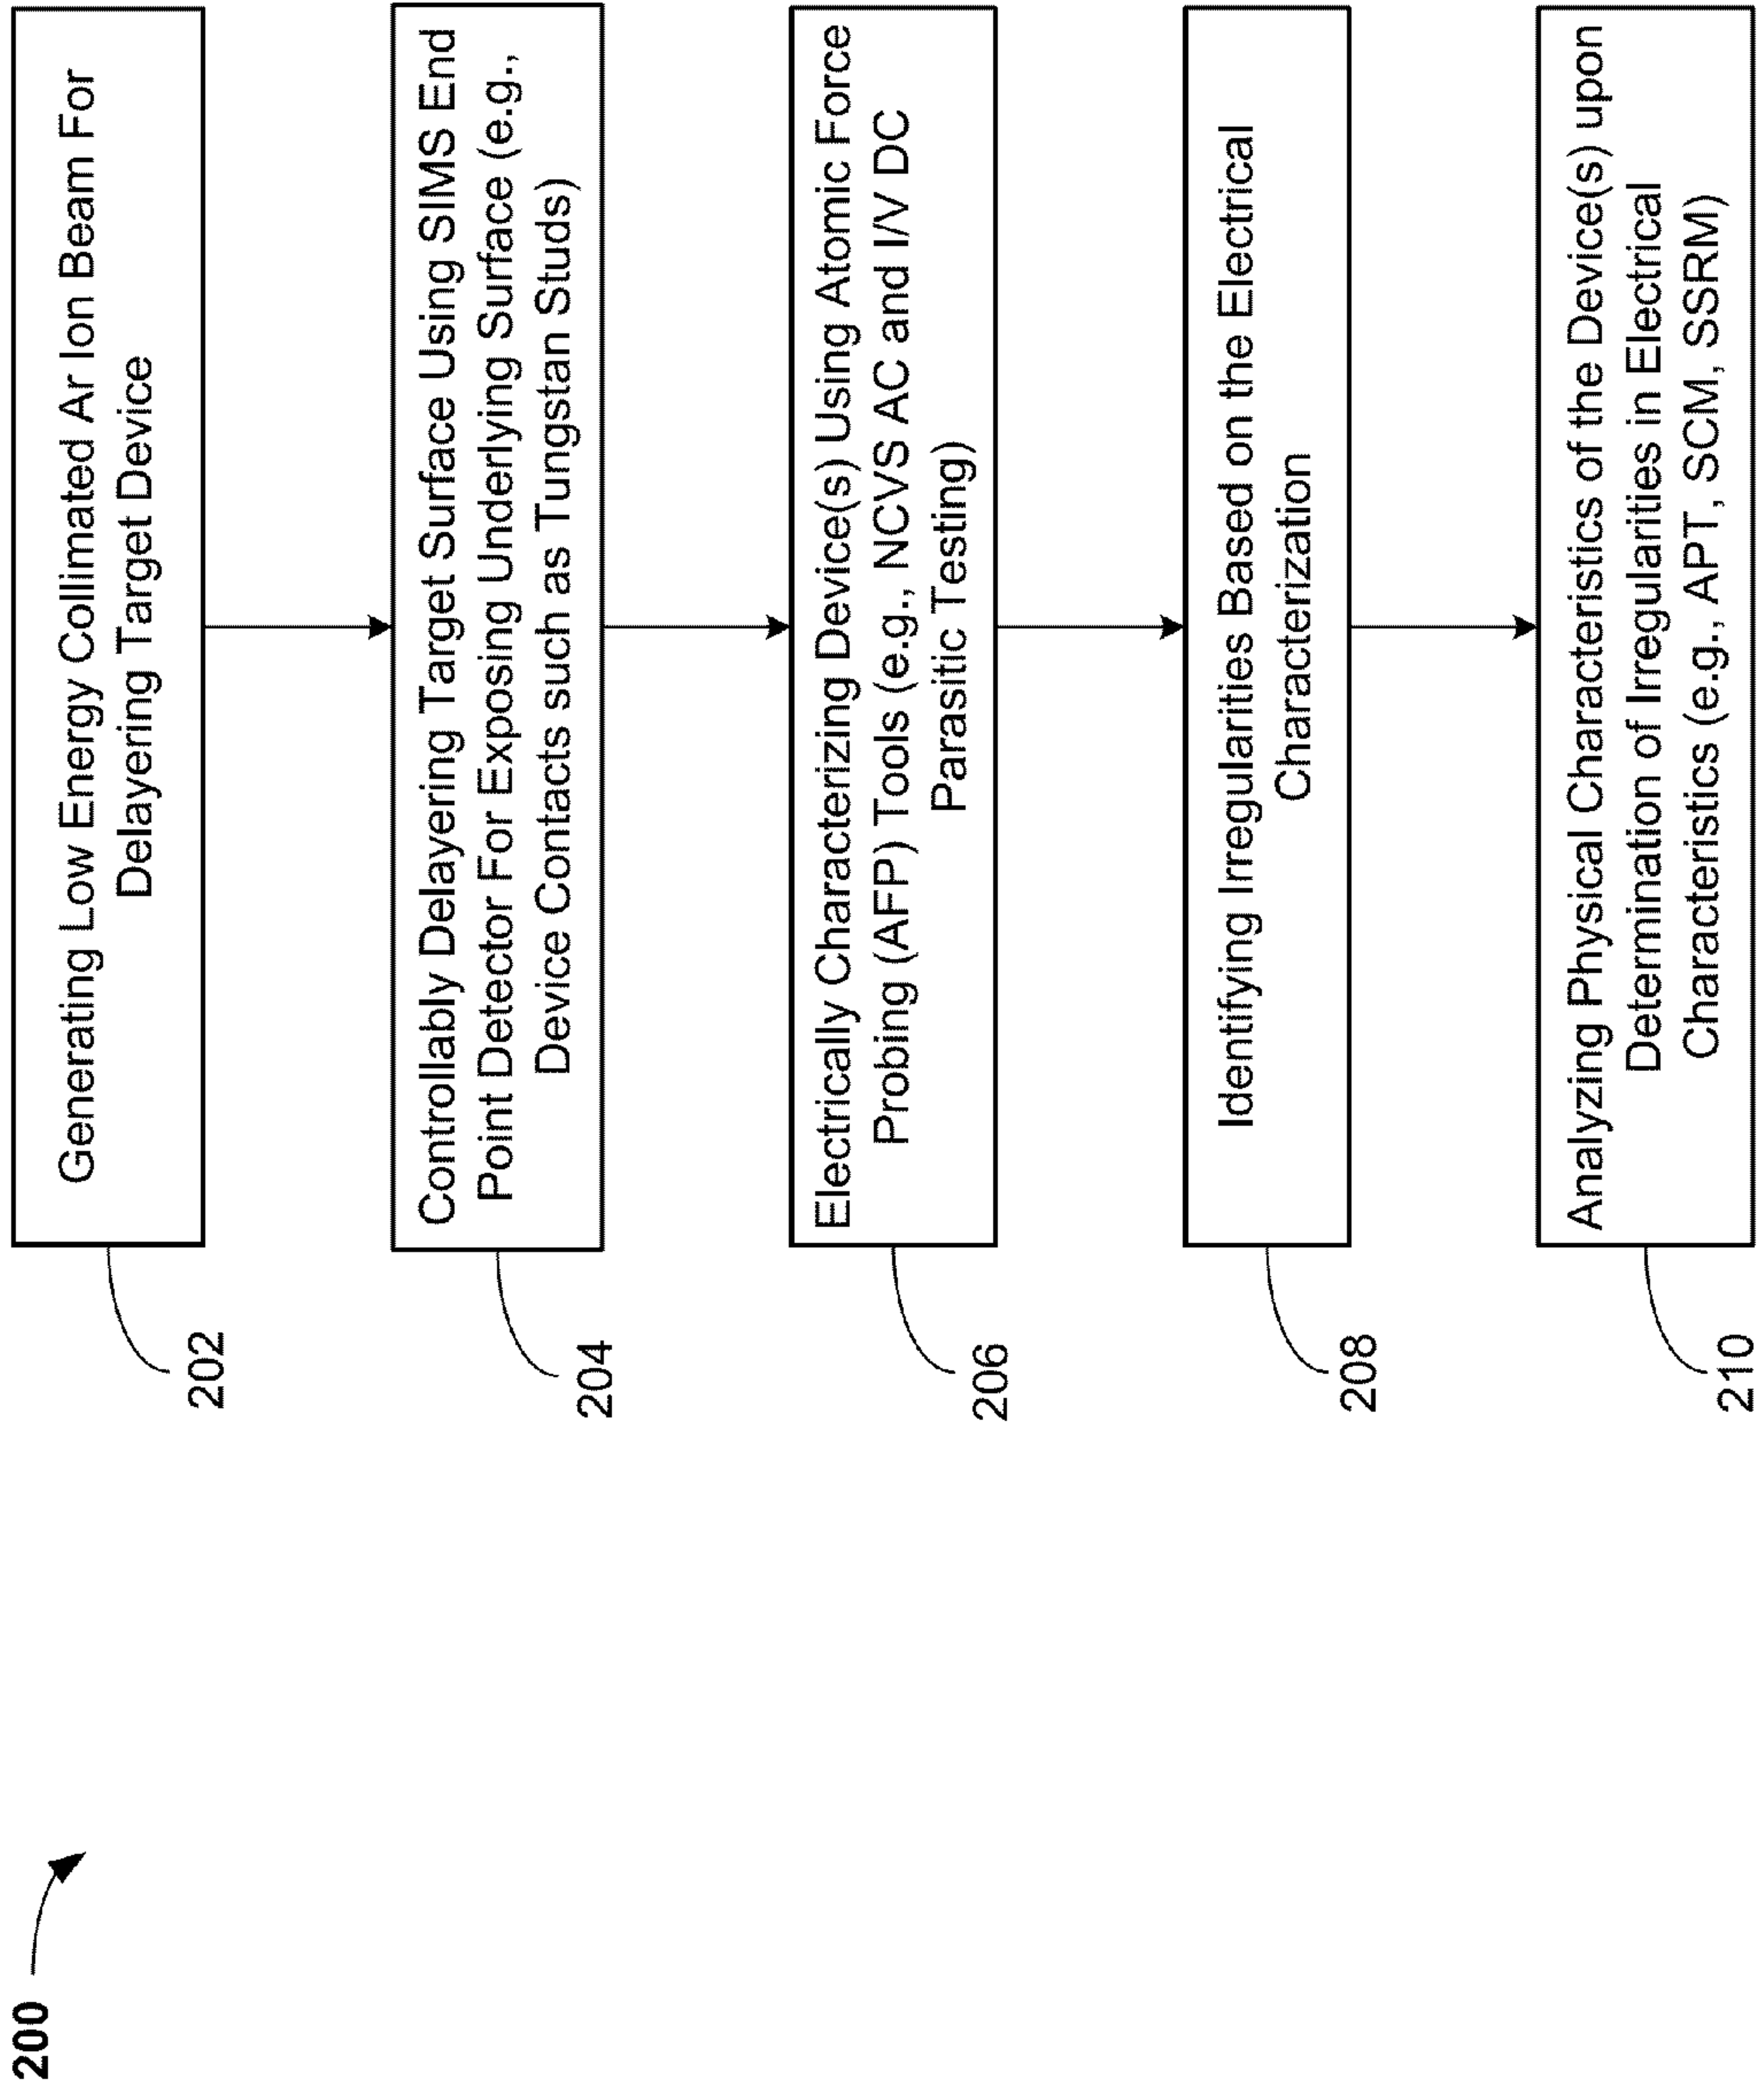 200
202
Generating Low Energy Collimated Ar Ion Beam For
Delayering Target Device
204
Controllably Delayering Target Surface Using SIMS End
Point Detector For Exposing Underlying Surface (e.g.,
Device Contacts such as Tungstan Studs)
206
Electrically Characterizing Device(s) Using Atomic Force
Probing (AFP) Tools (e.g., NCVS AC and I/V DC
Parasitic Testing)
208
Identifying Irregularities Based on the Electrical
Characterization
210
Analyzing Physical Characteristics of the Device(s) upon
Determination of Irregularities in Electrical
Characteristics (e.g., APT, SCM, SSRM)